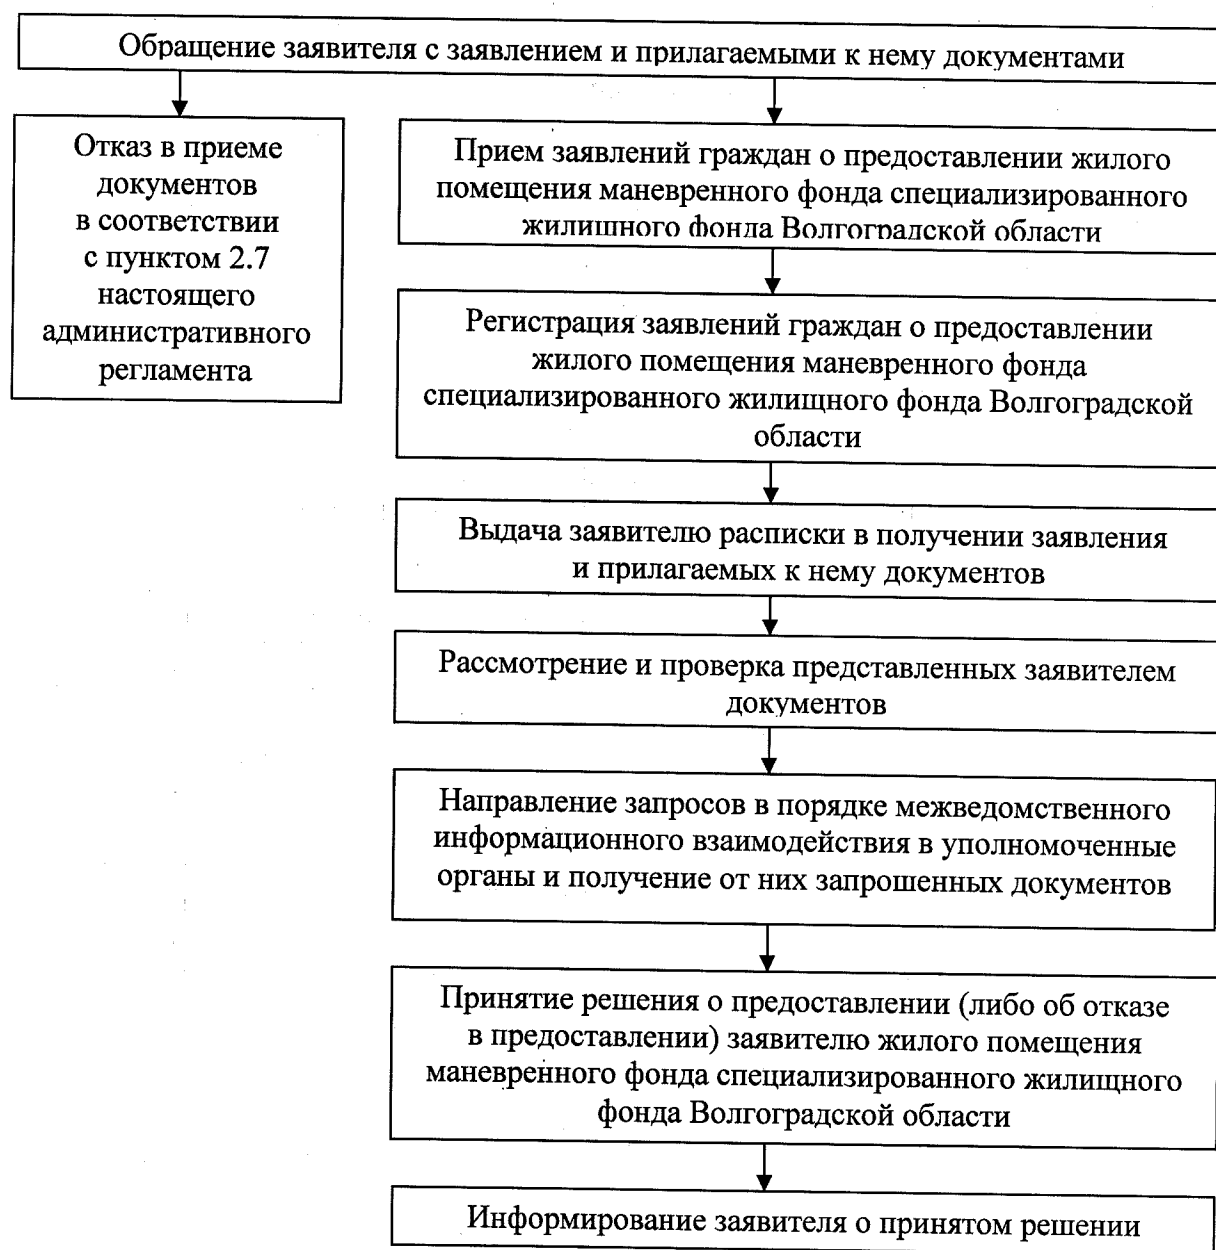 Обращение заявителя с заявлением и прилагаемыми к нему документами
Отказ в приеме
документов
в соответствии
с пунктом 2.7
настоящего
административного
регламента
Прием заявлений граждан о предоставлении жилого
помещения маневренного фонда специализированного
жилищного фонда Волгоградской области
Регистрация заявлений граждан о предоставлении
жилого помещения маневренного фонда
специализированного жилищного фонда Волгоградской
области
Выдача заявителю расписки в получении заявления
и прилагаемых к нему документов
Рассмотрение и проверка представленных заявителем
документов
Направление запросов в порядке межведомственного
информационного взаимодействия в уполномоченные
органы и получение от них запрошенных документов
Принятие решения о предоставлении (либо об отказе
в предоставлении) заявителю жилого помещения
маневренного фонда специализированного жилищного
фонда Волгоградской области
Информирование заявителя о принятом решении